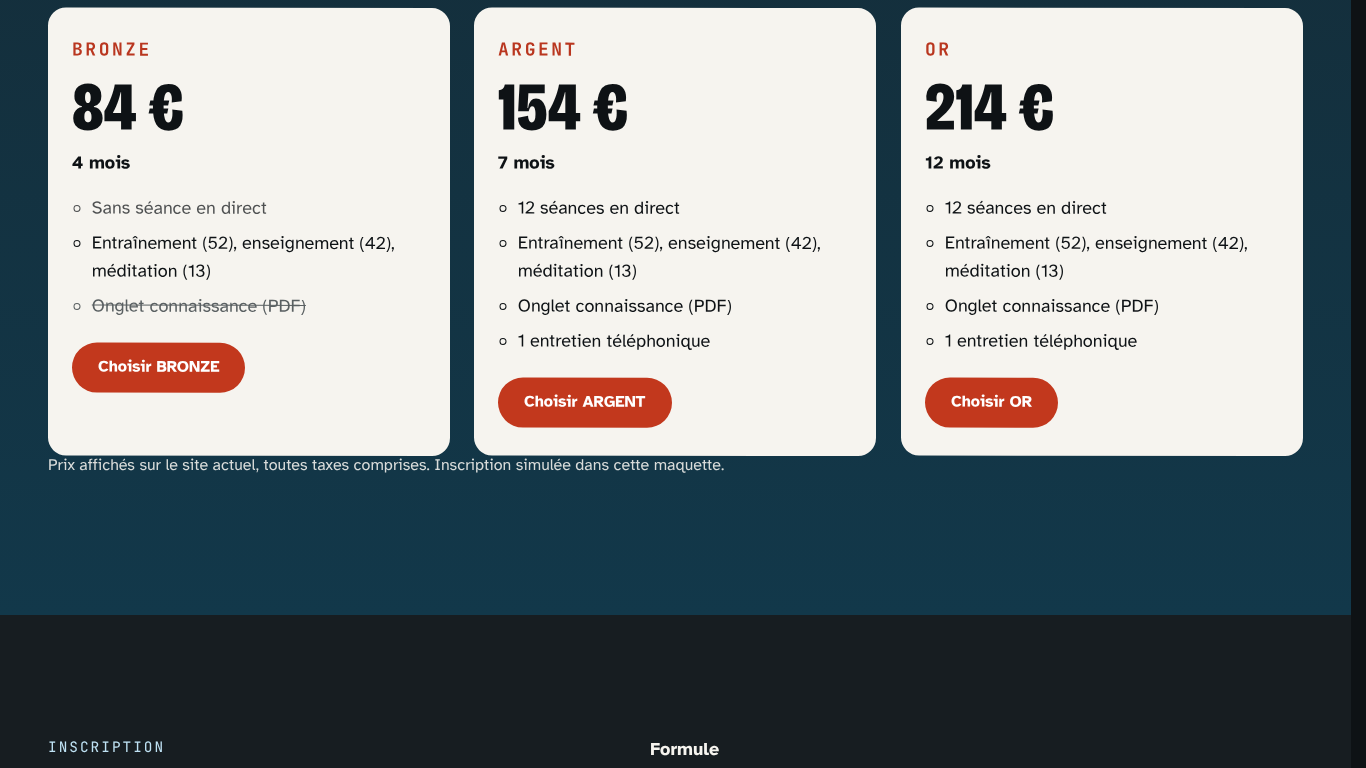 BRONZE
84 €
4 mois
Sans séance en direct
Entraînement (52), enseignement (42),
méditation (13)
Onglet connaissance (PDF)
Choisir BRONZE
ARGENT
154 €
7 mois
12 séances en direct
Entraînement (52), enseignement (42),
méditation (13)
Onglet connaissance (PDF)
1 entretien téléphonique
Choisir ARGENT
OR
214 €
12 mois
12 séances en direct
Entraînement (52), enseignement (42),
méditation (13)
Onglet connaissance (PDF)
1 entretien téléphonique
Choisir OR
Prix affichés sur le site actuel, toutes taxes comprises. Inscription simulée dans cette maquette.
INSCRIPTION
Formule